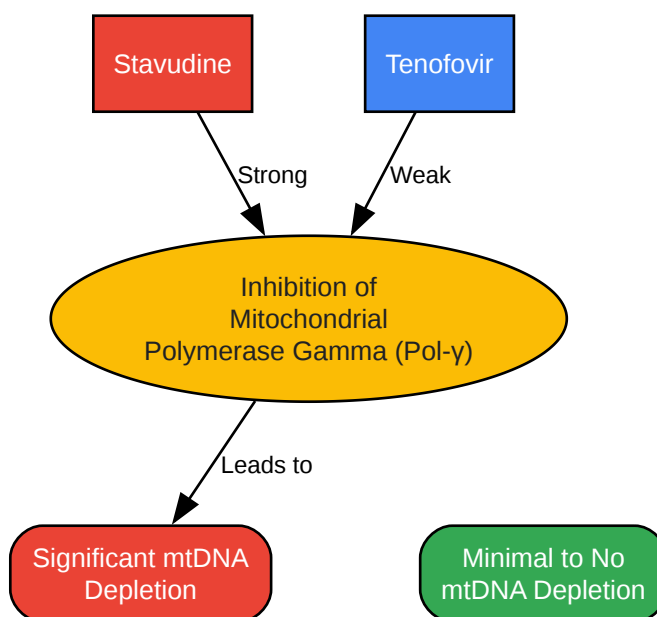 Stavudine
Tenofovir
Strong
Weak
Inhibition of
Mitochondrial
Polymerase Gamma (Pol-γ)
Leads to
Significant mtDNA
Depletion
Minimal to No
mtDNA Depletion